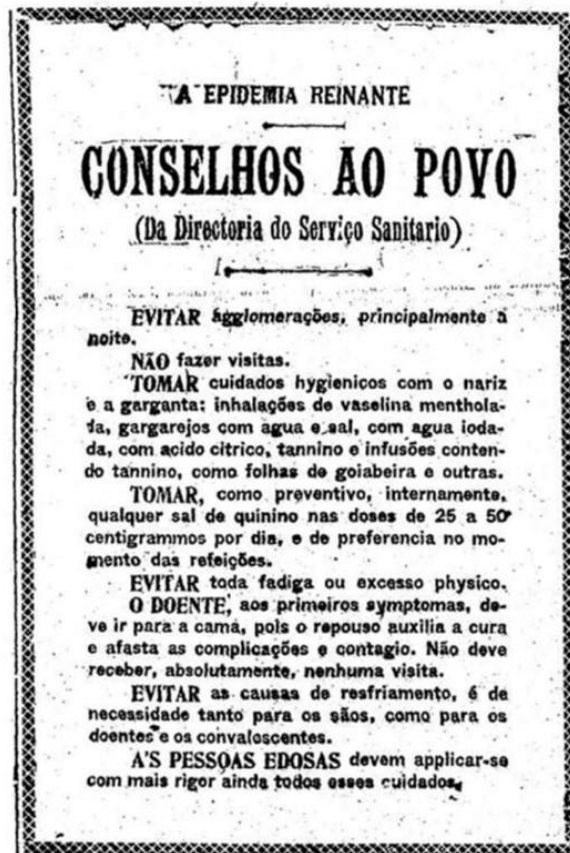 A EPIDEMIA REINANTE
CONSELHOS AO POVO
(Da Directoria do Serviço Sanitario)
EVITAR agglomerações, principalmente á
noite.
NÃO fazer visitas.
TOMAR cuidados hygienicos com o nariz
e a garganta: inhalações de vaselina menthola-
da, gargarejos com agua e sal, com agua ioda-
da, com acido citrico, tannino e infusões conten-
do tannino, como folhas de goiabeira e outras.
TOMAR, como preventivo, internamente,
qualquer sal de quinino nas doses de 25 a 50
centigrammos por dia, e de preferencia no mo-
mento das refeições.
EVITAR toda fadiga ou excesso physico.
O DOENTE, aos primeiros symptomas, de-
ve ir para a cama, pois o repouso auxilia a cura
e afasta as complicações e contagio. Não deve
receber, absolutamente, nenhuma visita.
EVITAR as causas de resfriamento, é de
necessidade tanto para os sãos, como para os
doentes e os convalescentes.
A'S PESSOAS EDOSAS devem applicar-se
com mais rigor ainda todos esses cuidados.